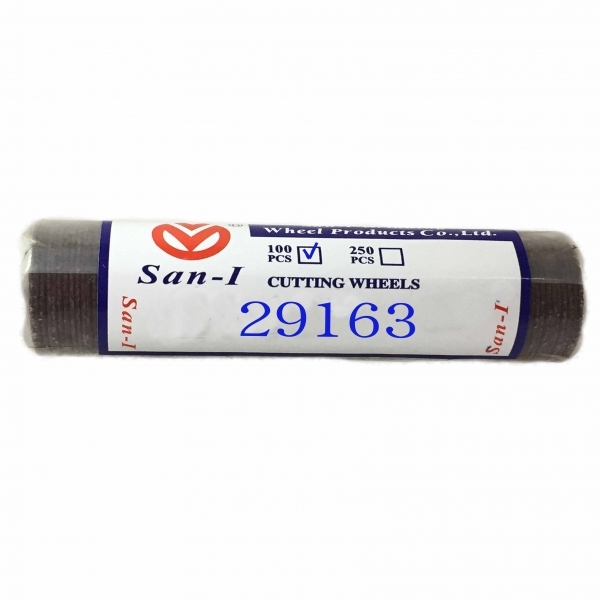 Wheel Products Co.,Ltd.
100 PCS ☑ 250 PCS ☐
San-I
CUTTING WHEELS
29163
San-I
San-I